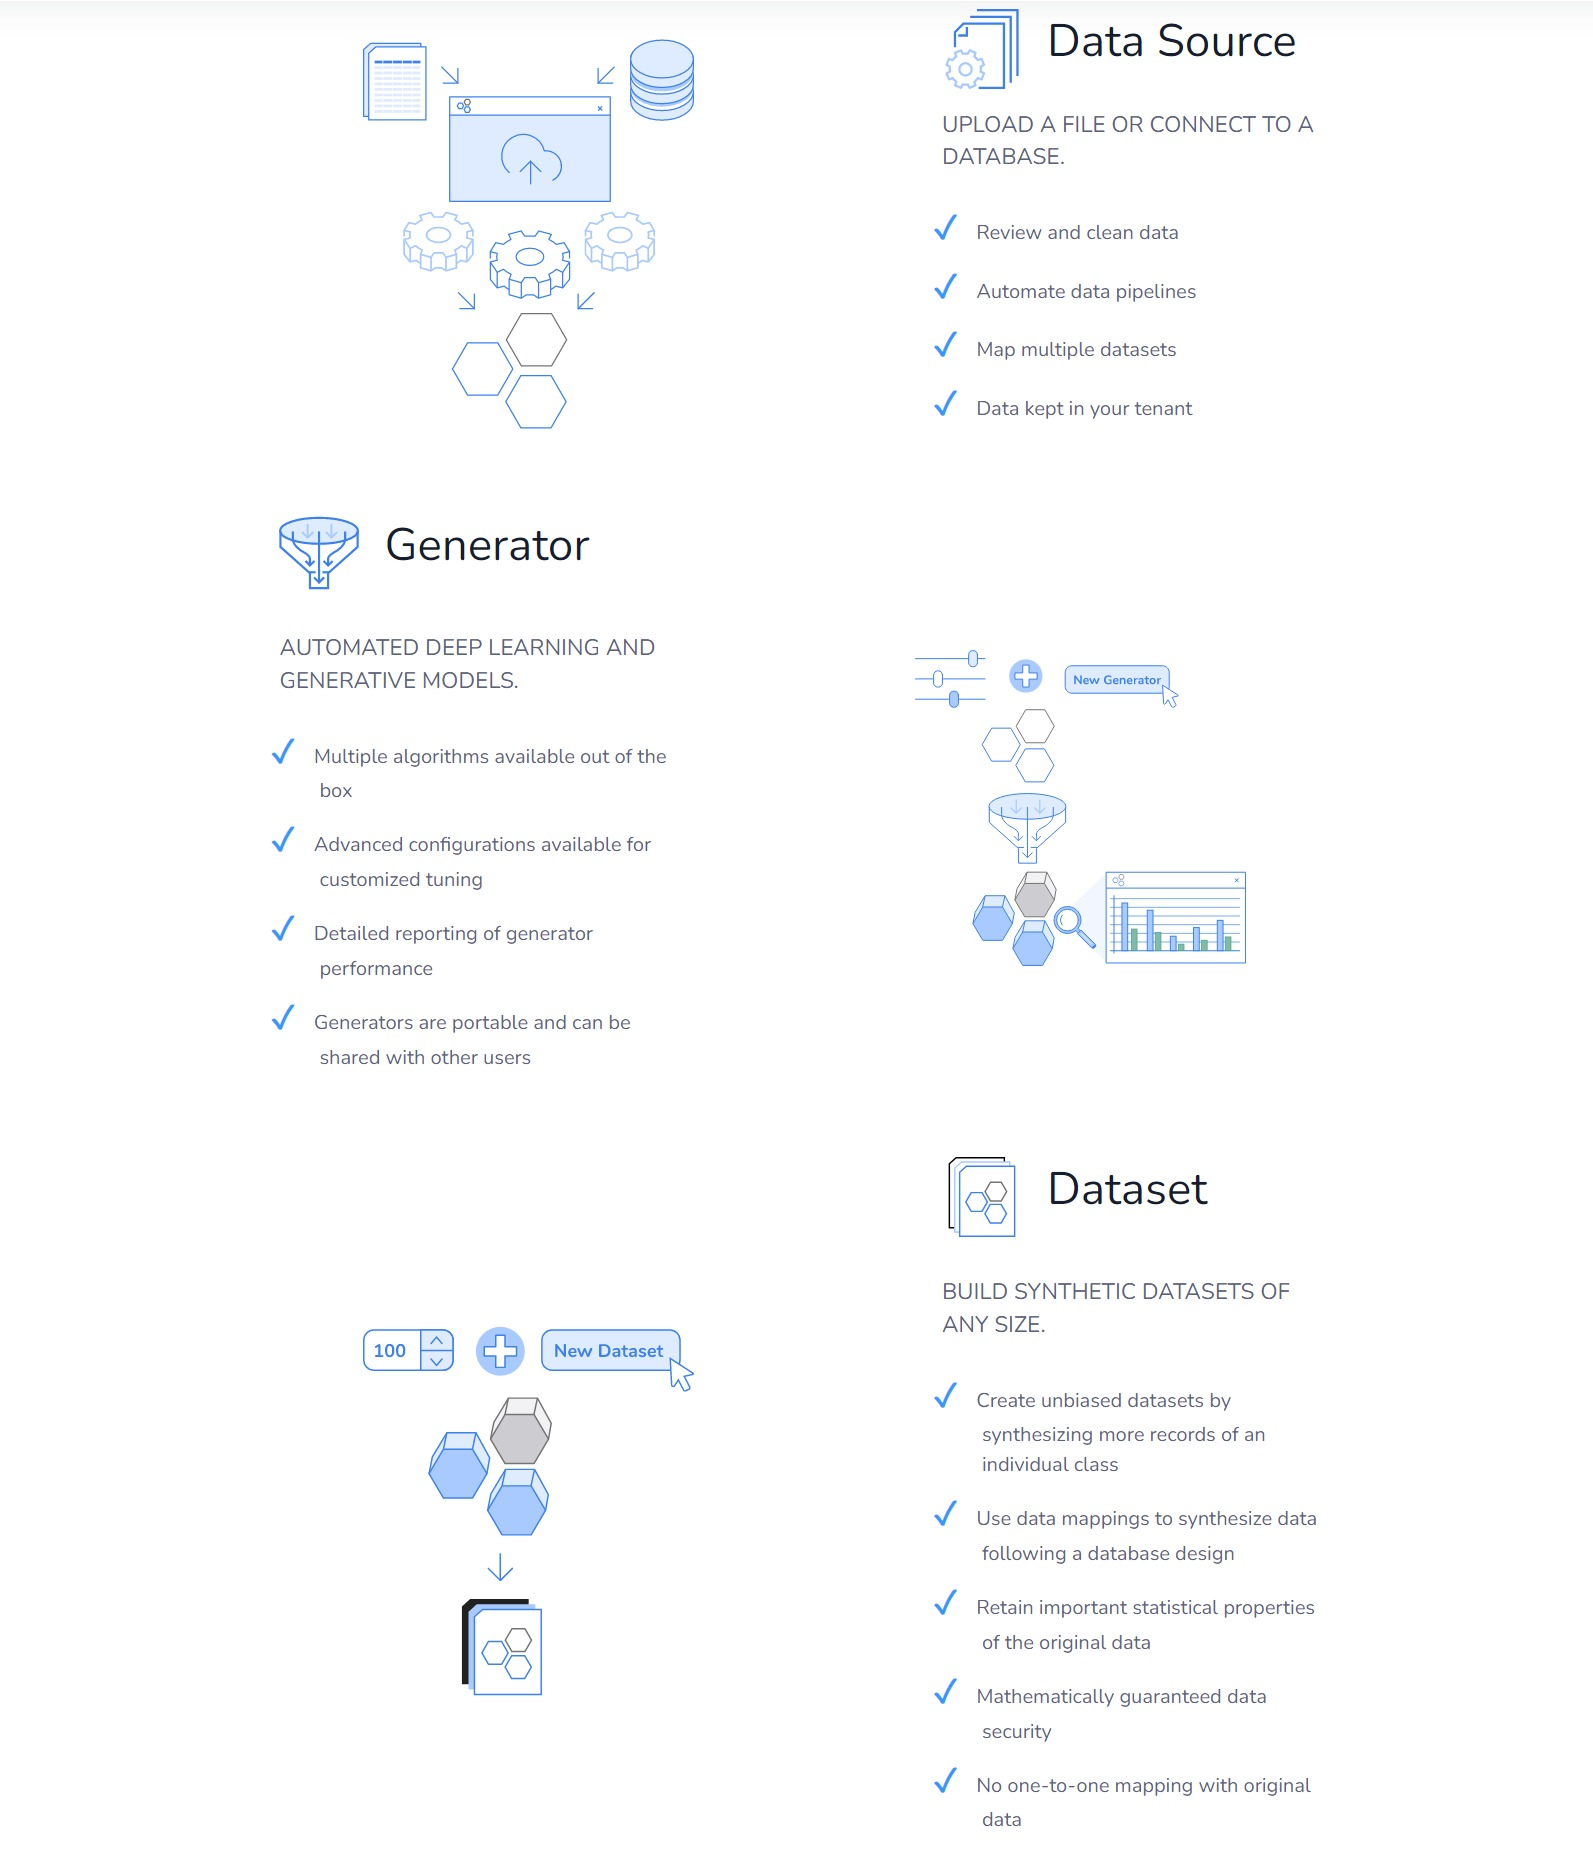 Data Source
UPLOAD A FILE OR CONNECT TO A
DATABASE.
Review and clean data
Automate data pipelines
Map multiple datasets
Data kept in your tenant
Generator
AUTOMATED DEEP LEARNING AND
GENERATIVE MODELS.
Multiple algorithms available out of the
box
Advanced configurations available for
customized tuning
Detailed reporting of generator
performance
Generators are portable and can be
shared with other users
New Generator
Dataset
BUILD SYNTHETIC DATASETS OF
ANY SIZE.
100
New Dataset
Create unbiased datasets by
synthesizing more records of an
individual class
Use data mappings to synthesize data
following a database design
Retain important statistical properties
of the original data
Mathematically guaranteed data
security
No one-to-one mapping with original
data